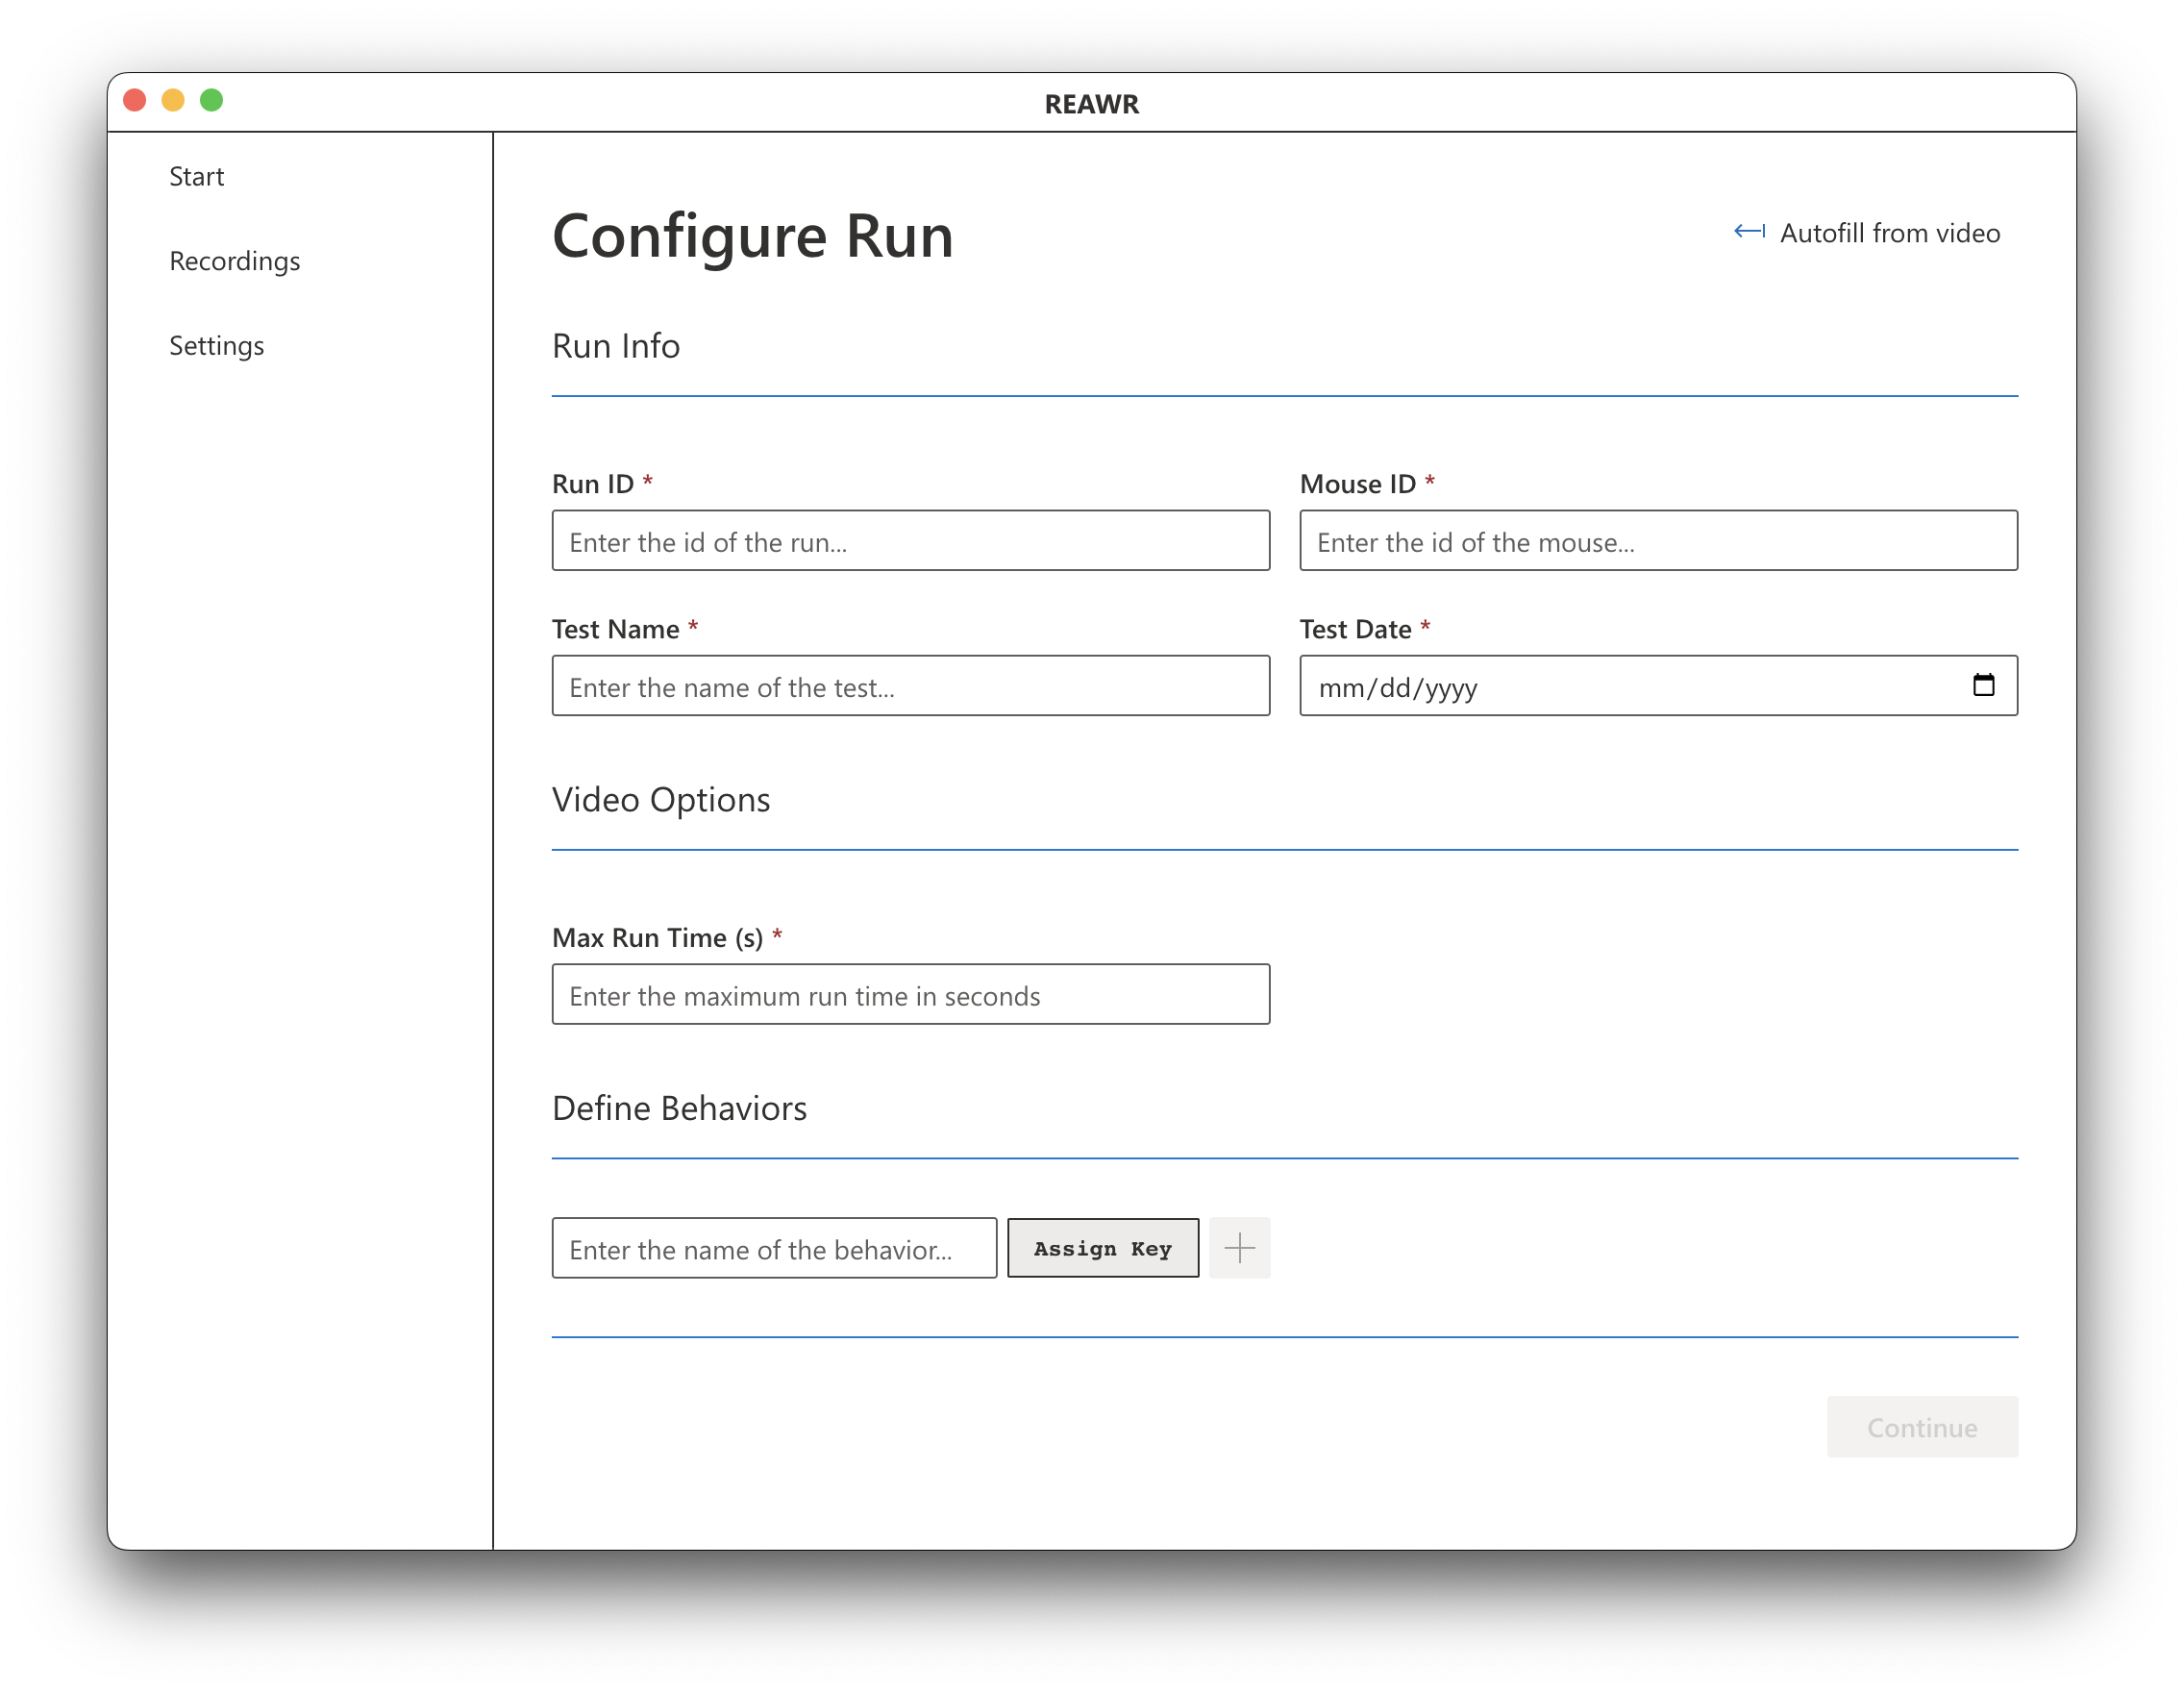 REAWR
Start
Recordings
Settings
Configure Run
Autofill from video
Run Info
Run ID *
Mouse ID *
Enter the id of the run...
Enter the id of the mouse...
Test Name *
Test Date *
Enter the name of the test...
mm/dd/yyyy
Video Options
Max Run Time (s) *
Enter the maximum run time in seconds
Define Behaviors
Enter the name of the behavior...
Assign Key
Continue